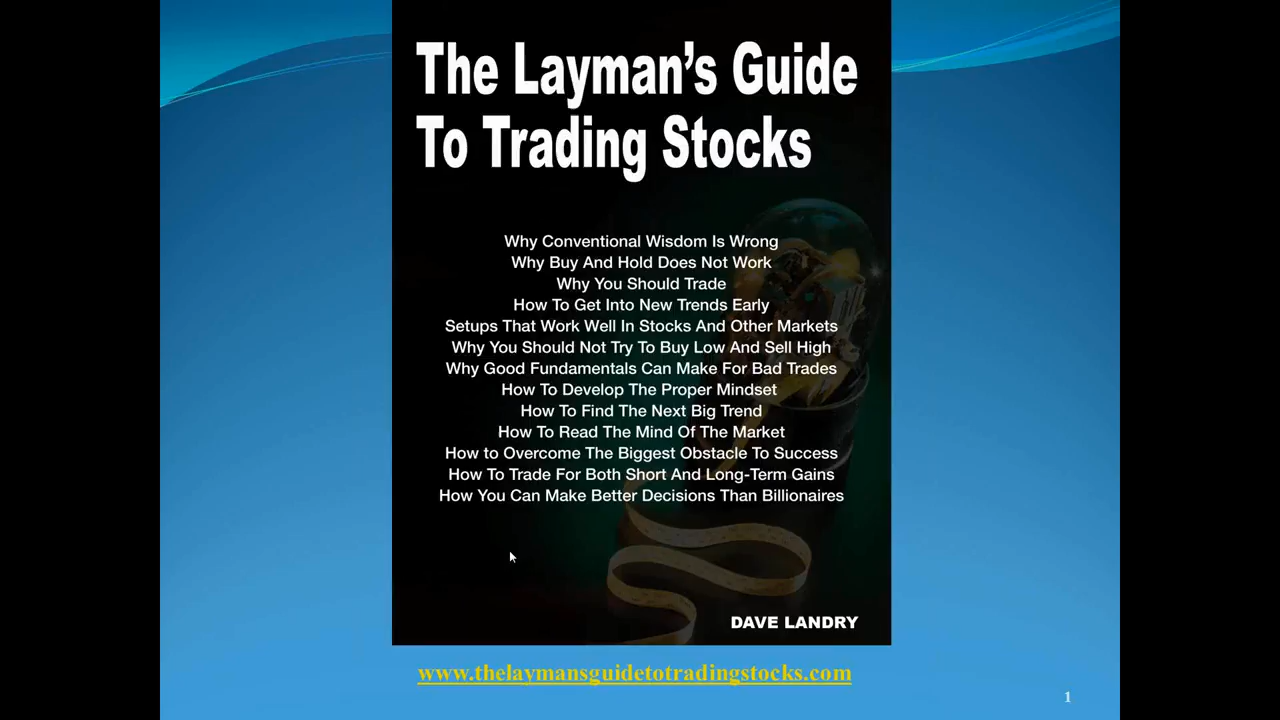 The Layman's Guide
To Trading Stocks
Why Conventional Wisdom Is Wrong
Why Buy And Hold Does Not Work
Why You Should Trade
How To Get Into New Trends Early
Setups That Work Well In Stocks And Other Markets
Why You Should Not Try To Buy Low And Sell High
Why Good Fundamentals Can Make For Bad Trades
How To Develop The Proper Mindset
How To Find The Next Big Trend
How To Read The Mind Of The Market
How to Overcome The Biggest Obstacle To Success
How To Trade For Both Short And Long-Term Gains
How You Can Make Better Decisions Than Billionaires
DAVE LANDRY
www.thelaymansguidetotradingstocks.com
1